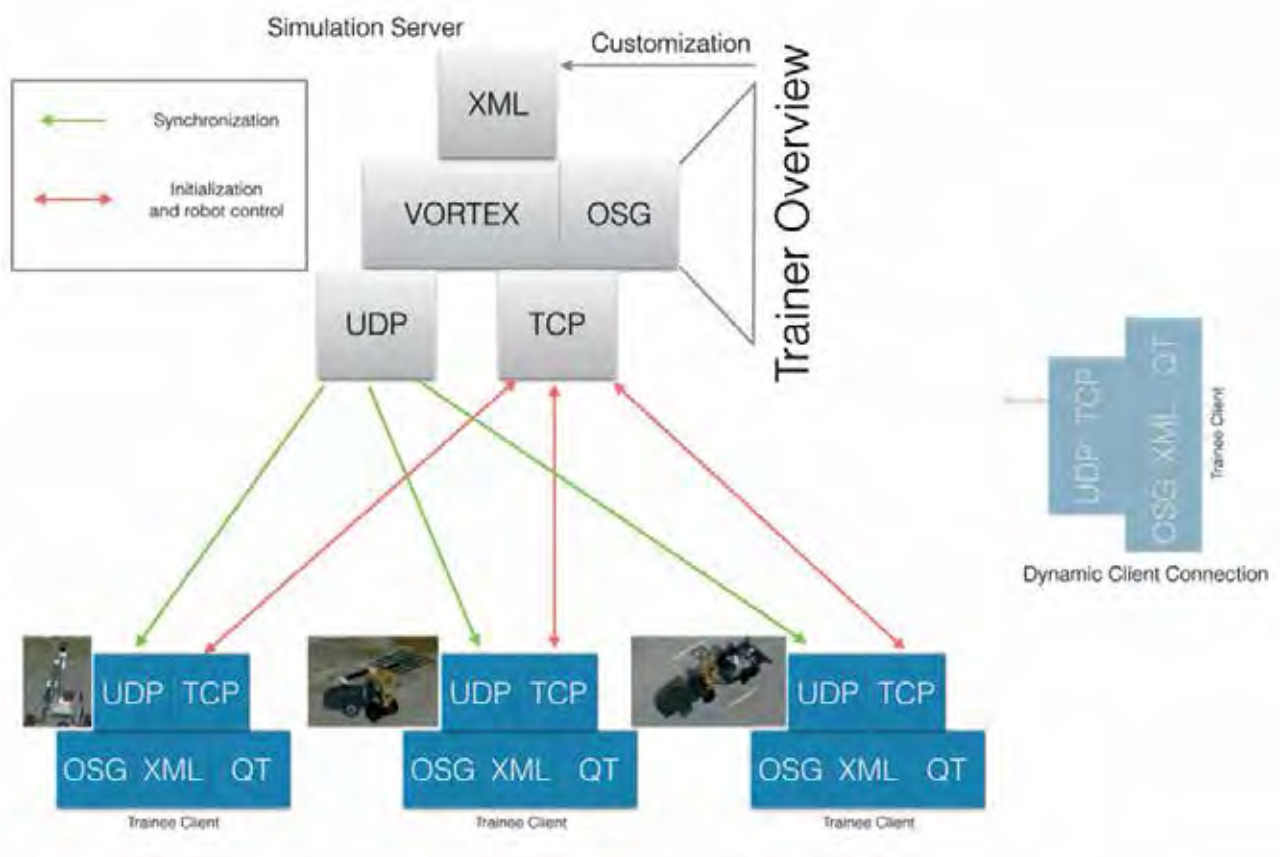 Simulation Server
Customization
XML
Trainer Overview
Synchronization
Initialization
and robot control
VORTEX
OSG
UDP
TCP
UDP TCP
OSG XML QT
Trainee Client
Dynamic Client Connection
UDP TCP
OSG XML QT
Trainee Client
UDP TCP
OSG XML QT
Trainee Client
UDP TCP
OSG XML QT
Trainee Client